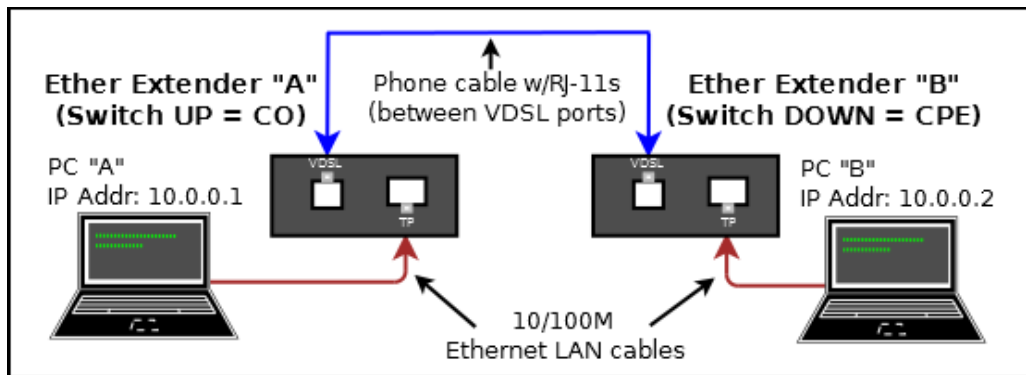 Ether Extender "A"
(Switch UP = CO)
Phone cable w/RJ-11s
(between VDSL ports)
Ether Extender "B"
(Switch DOWN = CPE)
PC "A"
IP Addr: 10.0.0.1
VDSL
TP
VDSL
TP
PC "B"
IP Addr: 10.0.0.2
10/100M
Ethernet LAN cables